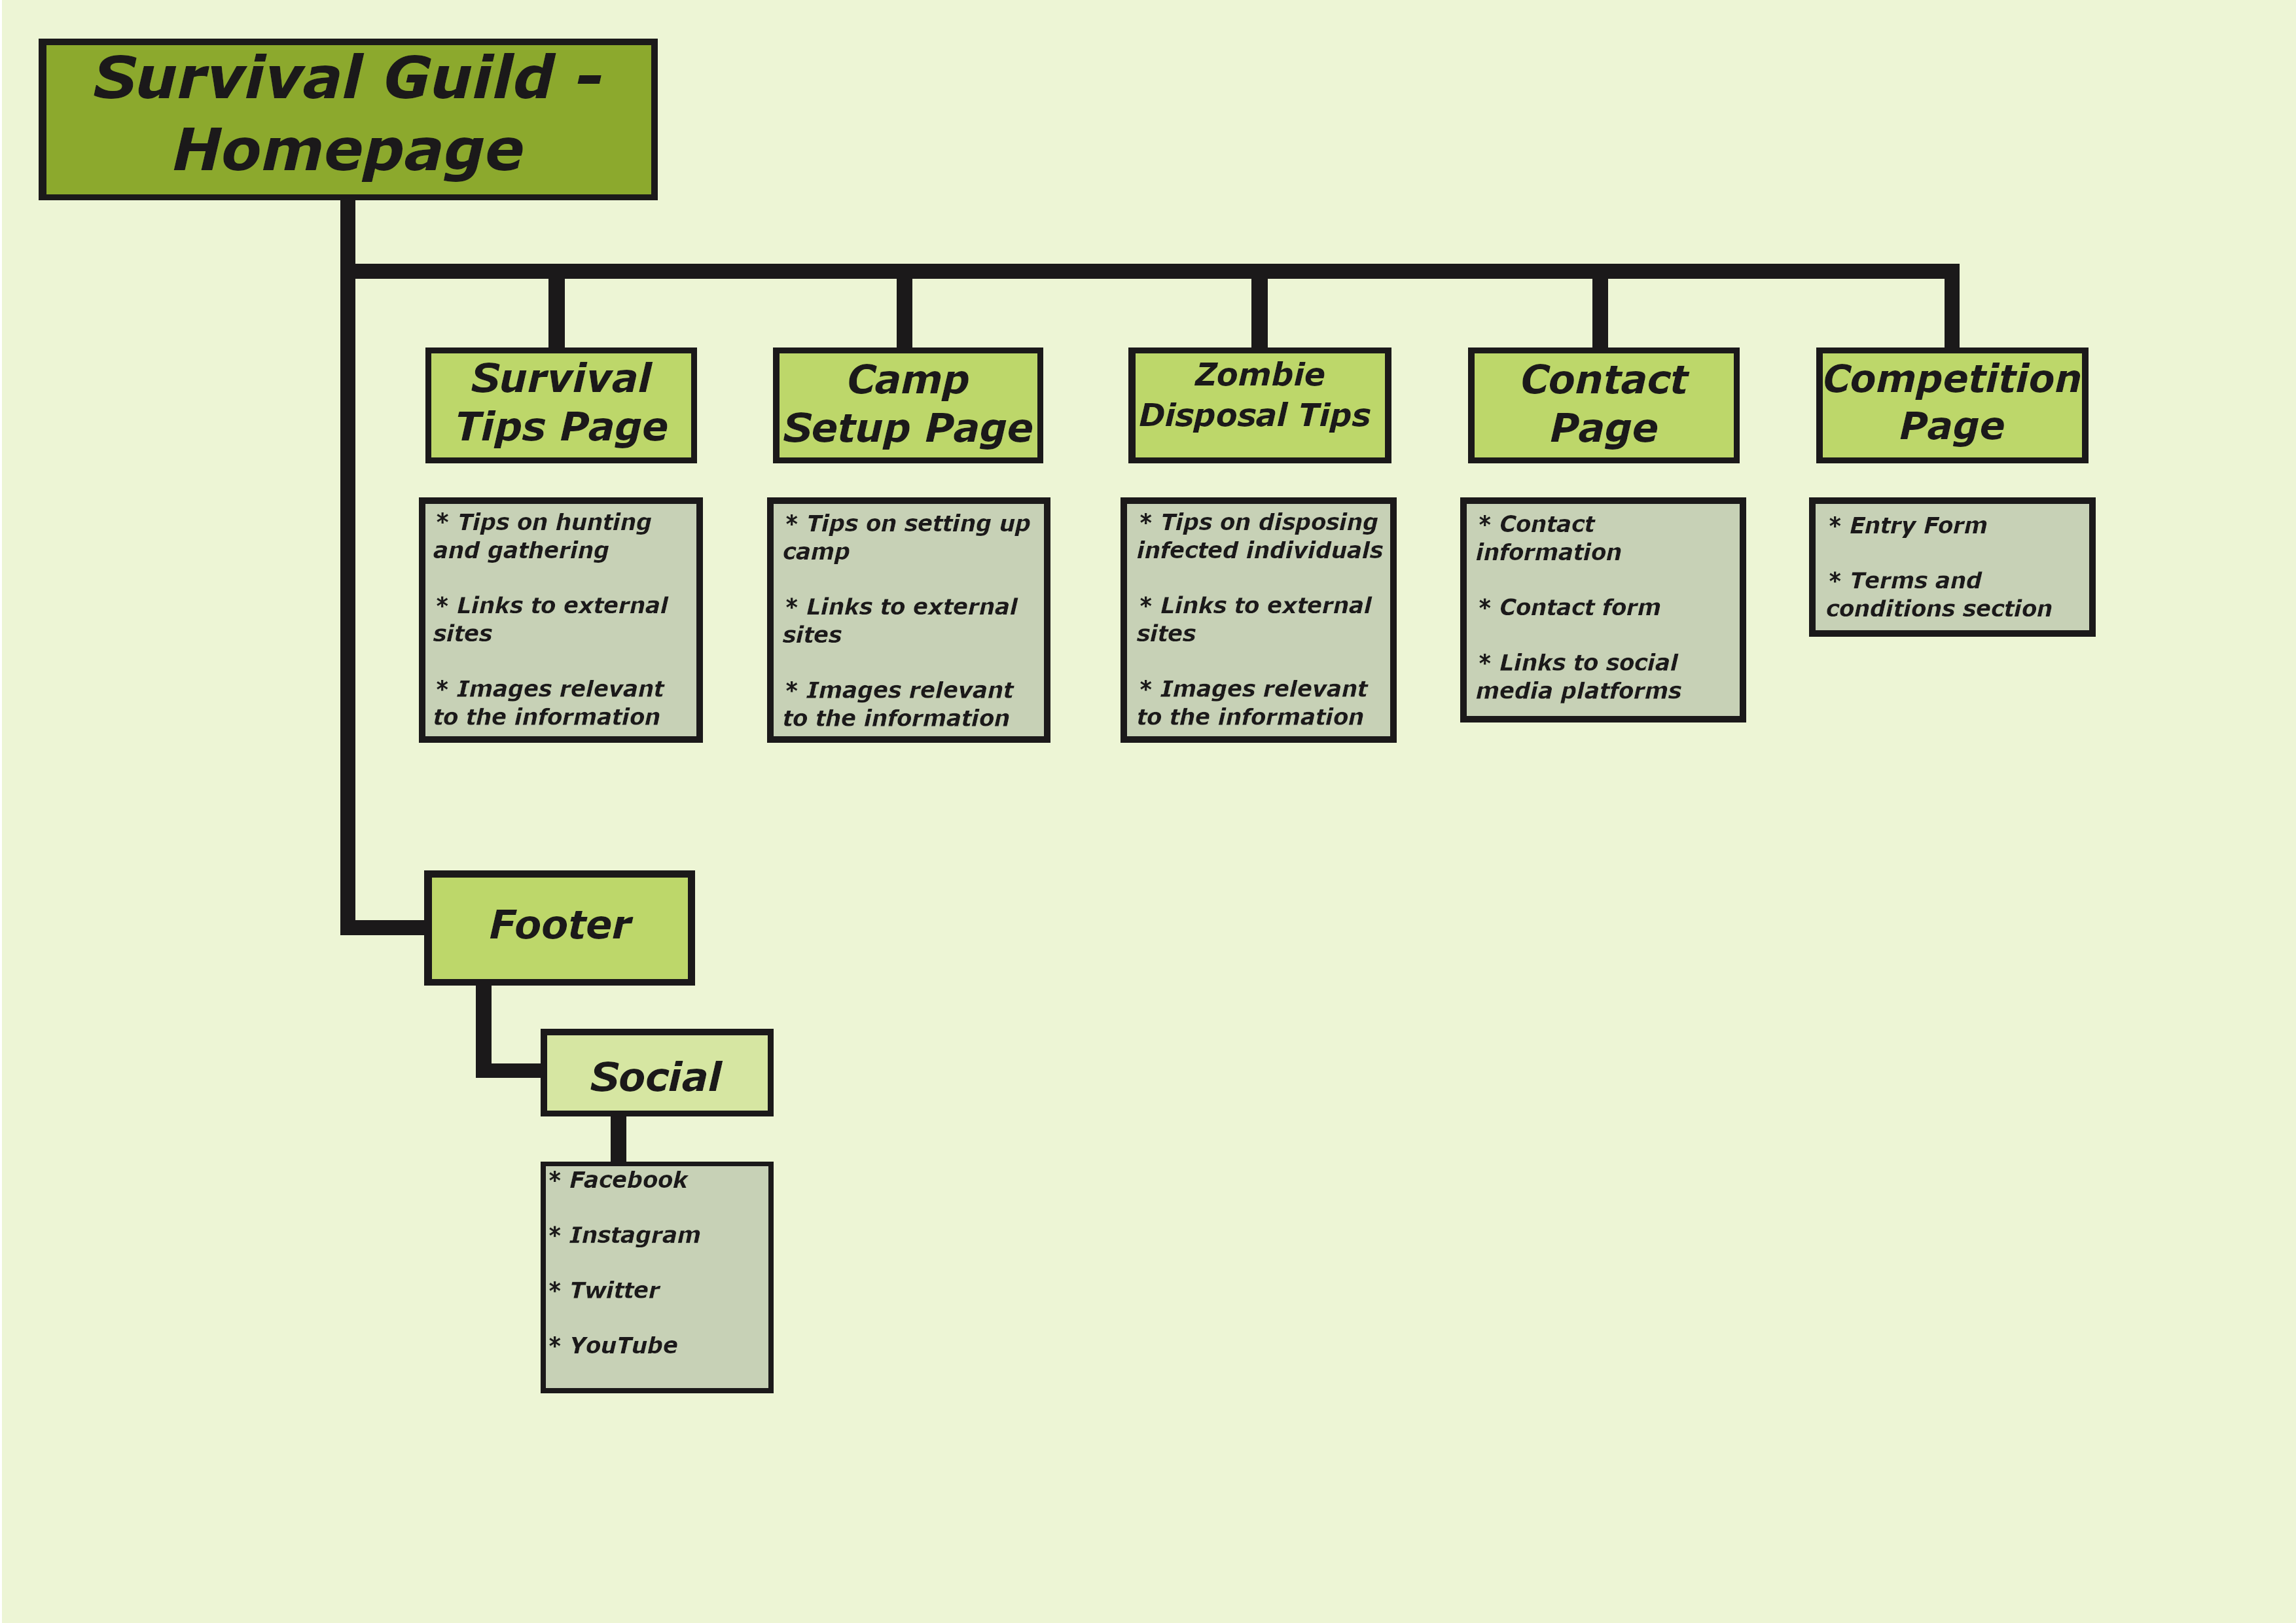 Survival Guild -
Homepage
Survival
Tips Page
Camp
Setup Page
Zombie
Disposal Tips
Contact
Page
Competition
Page
* Tips on hunting
and gathering
* Links to external
sites
* Images relevant
to the information
* Tips on setting up
camp
* Links to external
sites
* Images relevant
to the information
* Tips on disposing
infected individuals
* Links to external
sites
* Images relevant
to the information
* Contact
information
* Contact form
* Links to social
media platforms
* Entry Form
* Terms and
conditions section
Footer
Social
* Facebook
* Instagram
* Twitter
* YouTube